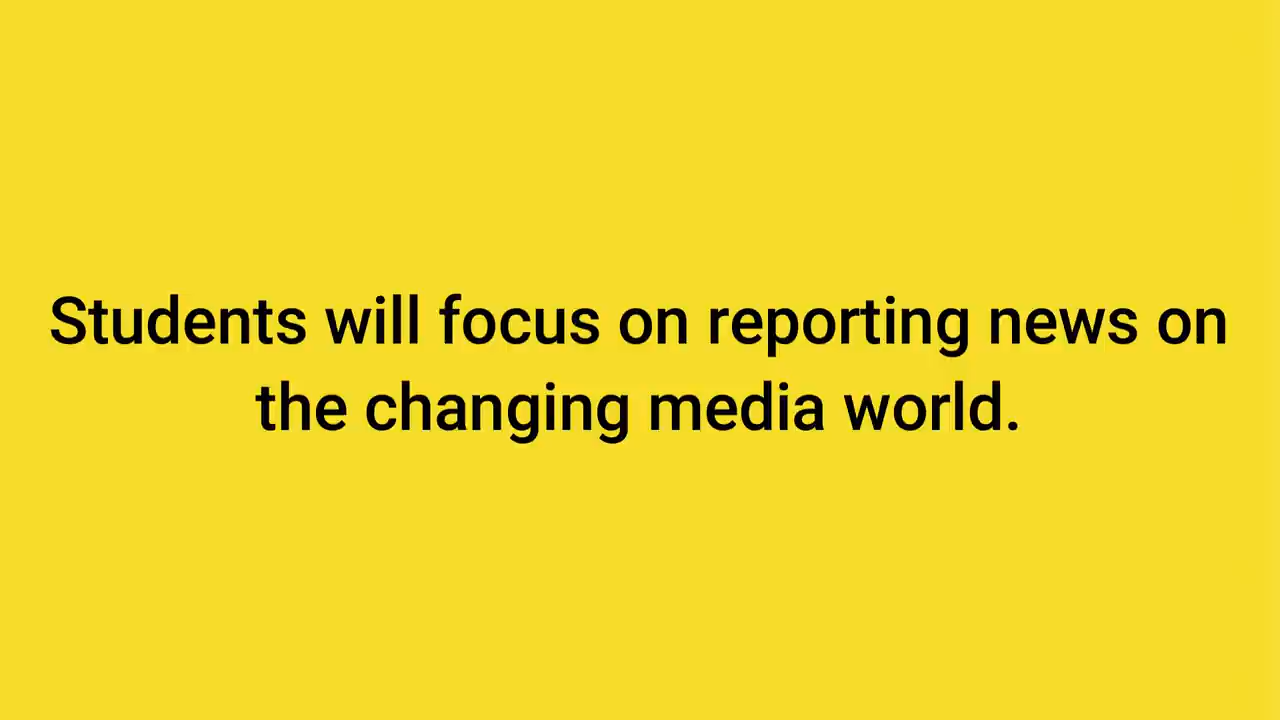 Students will focus on reporting news on
the changing media world.